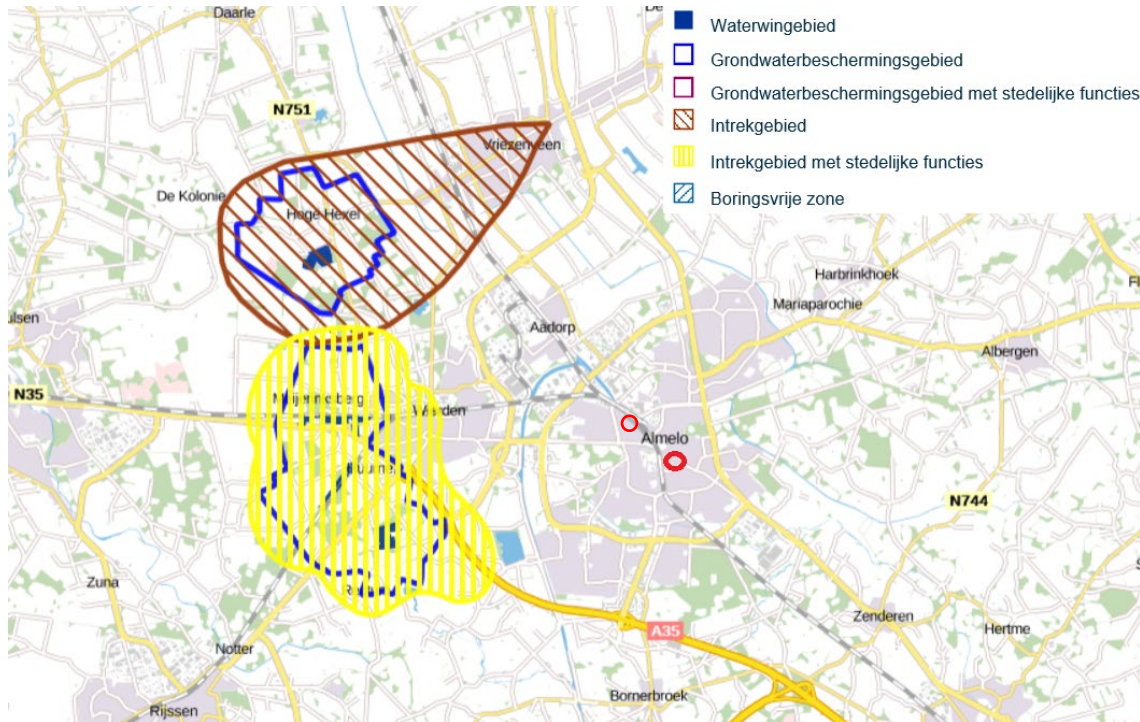 Daarle
Waterwingebied
Grondwaterbeschermingsgebied
Grondwaterbeschermingsgebied met stedelijke functies
Intrekgebied
Intrekgebied met stedelijke functies
Boringsvrije zone
N751
Vriezenveen
De Kolonie
Hoge Hexel
Harbrinkhoek
Mariaparochie
ulsen
Aadorp
Albergen
N35
Almelo
N744
Zuna
Zenderen
A35
Hertme
Notter
Bornerbroek
Rijssen